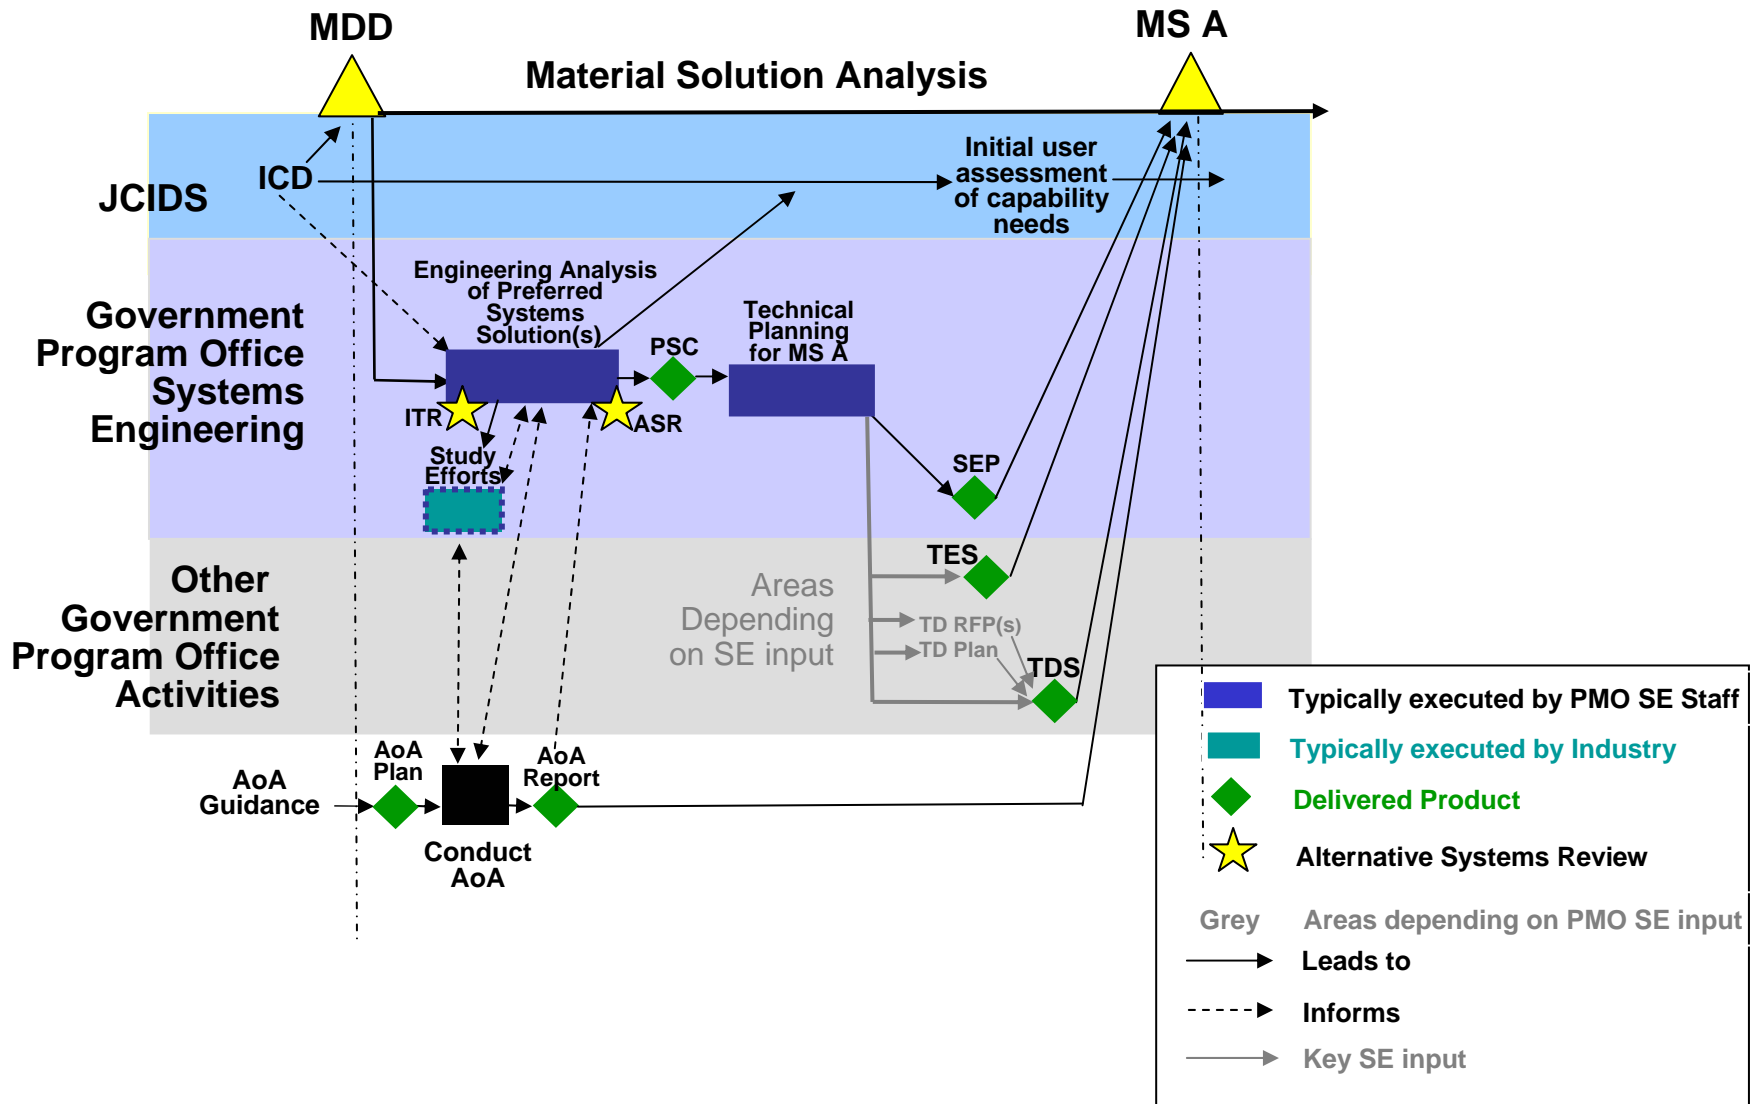 MDD
MS A
Material Solution Analysis
JCIDS
ICD
Initial user
assessment
of capability
needs
Government
Program Office
Systems
Engineering
Engineering Analysis
of Preferred
Systems
Solution(s)
PSC
Technical
Planning
for MS A
ITR
ASR
Study
Efforts
SEP
Other
Government
Program Office
Activities
Areas
Depending
on SE input
TES
TD RFP(s)
TD Plan
TDS
AoA
Guidance
AoA
Plan
Conduct
AoA
AoA
Report
Typically executed by PMO SE Staff
Typically executed by Industry
Delivered Product
Alternative Systems Review
Grey Areas depending on PMO SE input
Leads to
Informs
Key SE input